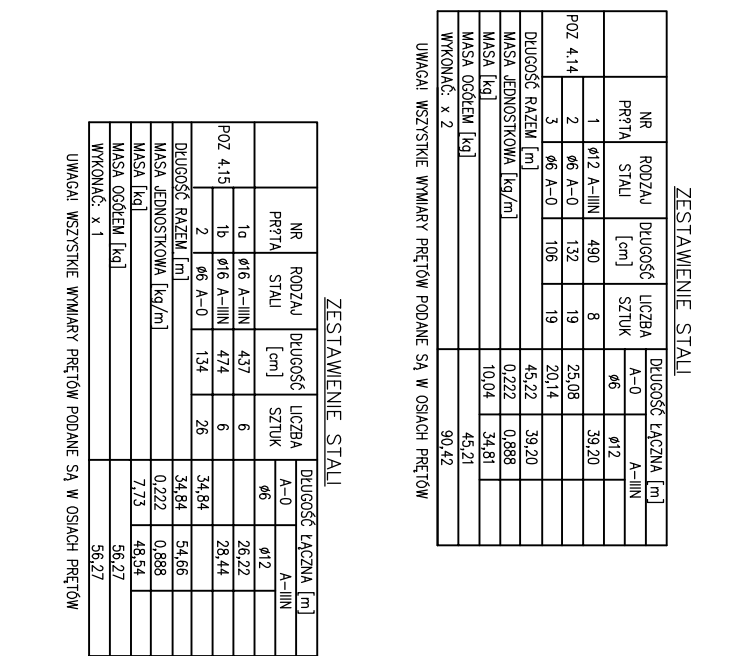 ZESTAWIENIE STALI
NR PR?TA RODZAJ STALI DŁUGOŚĆ [cm] LICZBA SZTUK DŁUGOŚĆ ŁĄCZNA [m]
A-0 A-IIIN
ø6 ø12
POZ 4.14
1 ø12 A-IIIN 490 8 39,20
2 ø6 A-0 132 19 25,08
3 ø6 A-0 106 19 20,14
DŁUGOŚĆ RAZEM [m] 45,22 39,20
MASA JEDNOSTKOWA [kg/m] 0,222 0,888
MASA [kg] 10,04 34,81
MASA OGÓŁEM [kg] 45,21
WYKONAĆ: x 2 90,42
UWAGA! WSZYSTKIE WYMIARY PRĘTÓW PODANE SĄ W OSIACH PRĘTÓW
ZESTAWIENIE STALI
NR PR?TA RODZAJ STALI DŁUGOŚĆ [cm] LICZBA SZTUK DŁUGOŚĆ ŁĄCZNA [m]
A-0 A-IIIN
ø6 ø12
POZ 4.15
1a ø16 A-IIIN 437 6 26,22
1b ø16 A-IIIN 474 6 28,44
2 ø6 A-0 134 26 34,84
DŁUGOŚĆ RAZEM [m] 34,84 54,66
MASA JEDNOSTKOWA [kg/m] 0,222 0,888
MASA [kg] 7,73 48,54
MASA OGÓŁEM [kg] 56,27
WYKONAĆ: x 1 56,27
UWAGA! WSZYSTKIE WYMIARY PRĘTÓW PODANE SĄ W OSIACH PRĘTÓW